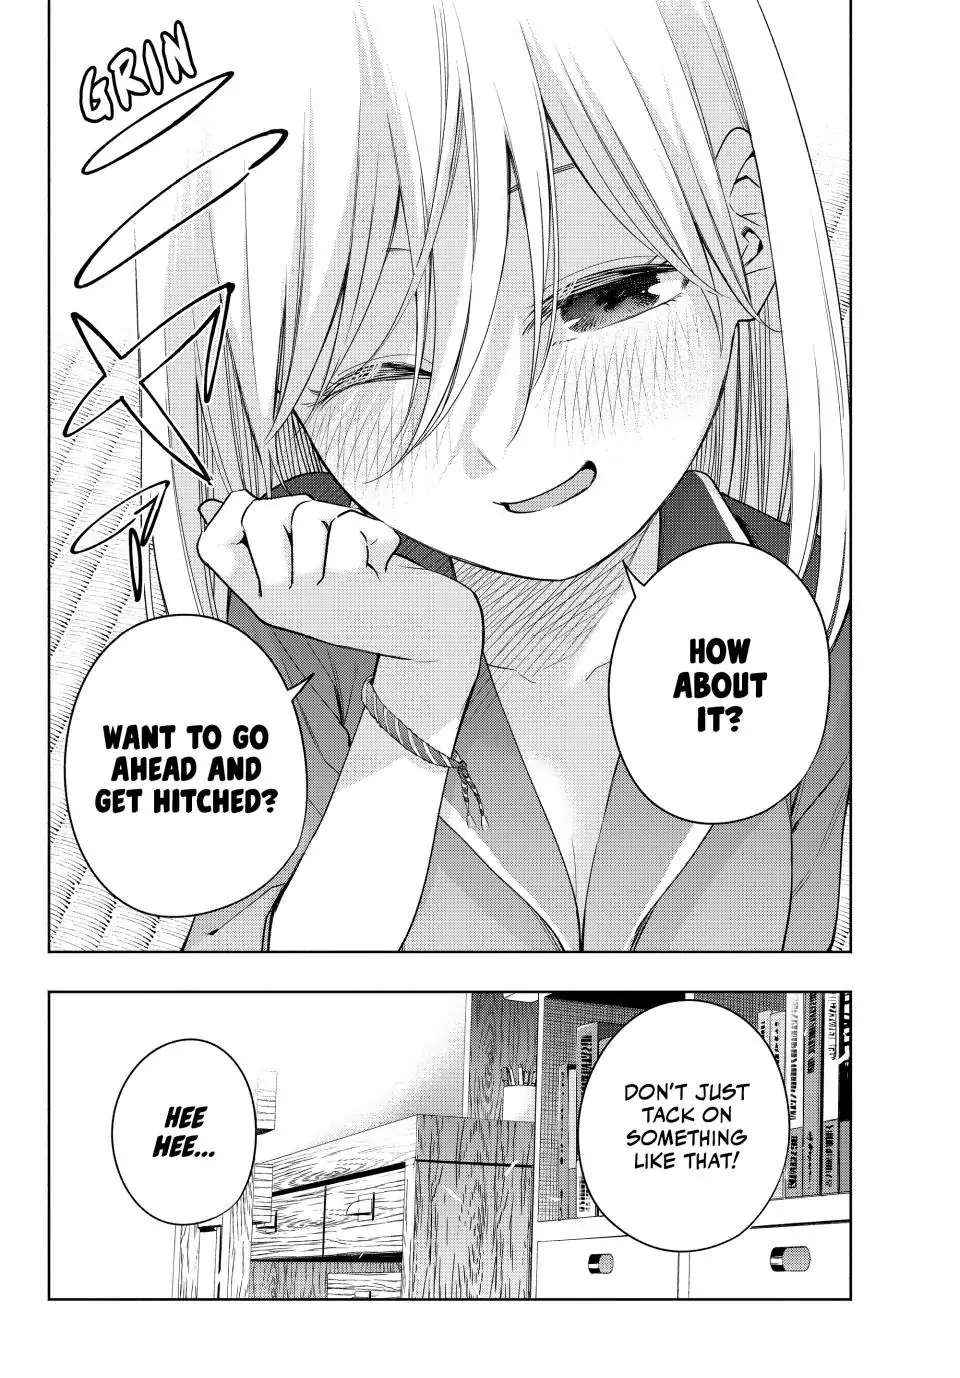 GRIN
HOW
ABOUT
IT?
WANT TO GO
AHEAD AND
GET HITCHED?
DON'T JUST
TACK ON
SOMETHING
LIKE THAT!
HEE
HEE...